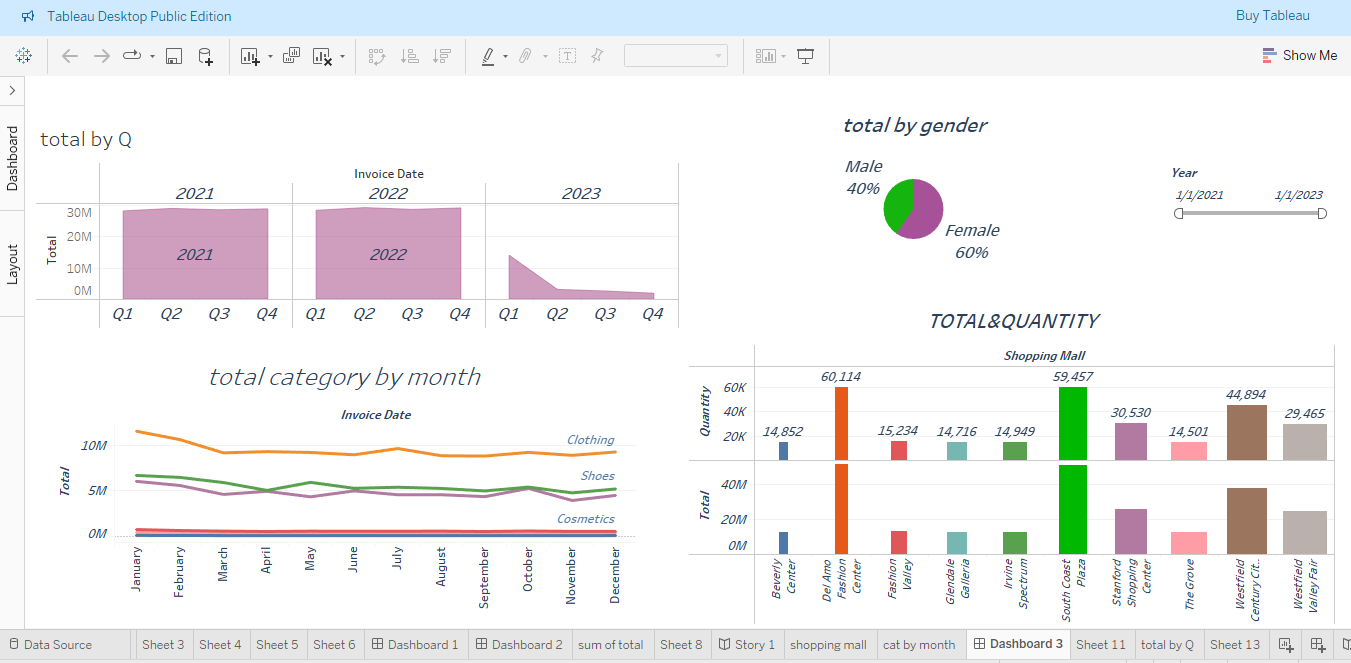 Tableau Desktop Public Edition
Buy Tableau
Show Me
Dashboard
Layout
total by Q
Invoice Date
2021 2022 2023
Total
30M
20M
10M
0M
2021 2022
Q1 Q2 Q3 Q4 Q1 Q2 Q3 Q4 Q1 Q2 Q3 Q4
total by gender
Male
40%
Female
60%
Year
1/1/2021 1/1/2023
total category by month
Invoice Date
Total
10M
5M
0M
Clothing
Shoes
Cosmetics
January February March April May June July August September October November December
TOTAL&QUANTITY
Shopping Mall
Quantity
60K
40K
20K
14,852 60,114 15,234 14,716 14,949 59,457 30,530 14,501 44,894 29,465
Total
40M
20M
0M
Beverly
Center
Del Amo
Fashion
Center
Fashion
Valley
Glendale
Galleria
Irvine
Spectrum
South Coast
Plaza
Stanford
Shopping
Center
The Grove
Westfield
Century Cit..
Westfield
Valley Fair
Data Source Sheet 3 Sheet 4 Sheet 5 Sheet 6 Dashboard 1 Dashboard 2 sum of total Sheet 8 Story 1 shopping mall cat by month Dashboard 3 Sheet 11 total by Q Sheet 13